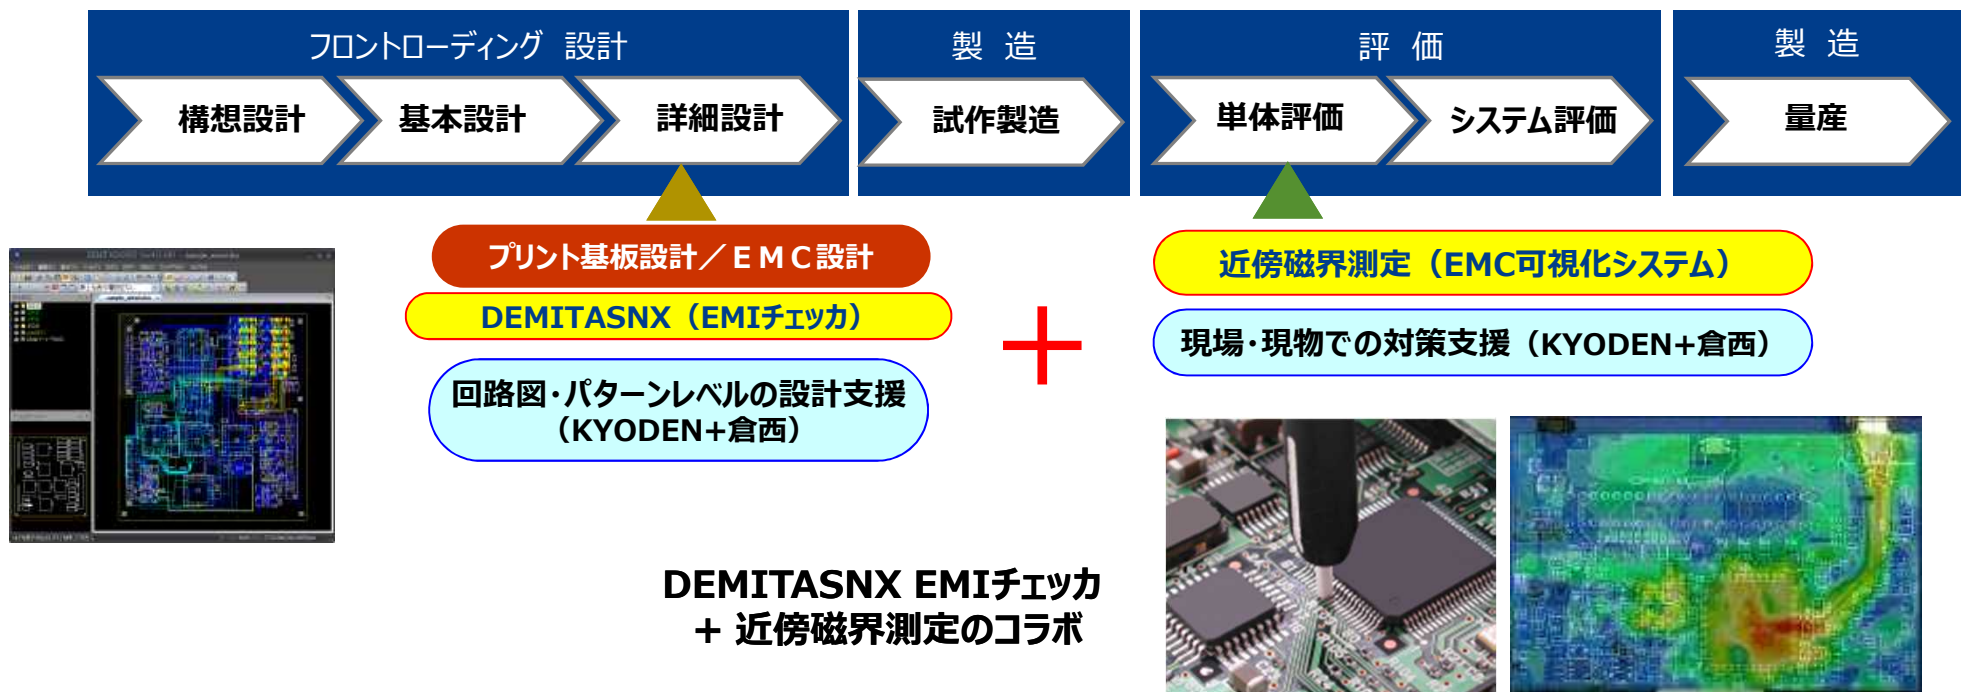 フロントローディング 設計
製 造
評 価
製 造
構想設計
基本設計
詳細設計
試作製造
単体評価
システム評価
量産
プリント基板設計／ＥＭＣ設計
DEMITASNX（EMIチェッカ）
回路図・パターンレベルの設計支援
（KYODEN+倉西）
＋
近傍磁界測定（EMC可視化システム）
現場・現物での対策支援（KYODEN+倉西）
DEMITASNX EMIチェッカ
+ 近傍磁界測定のコラボ